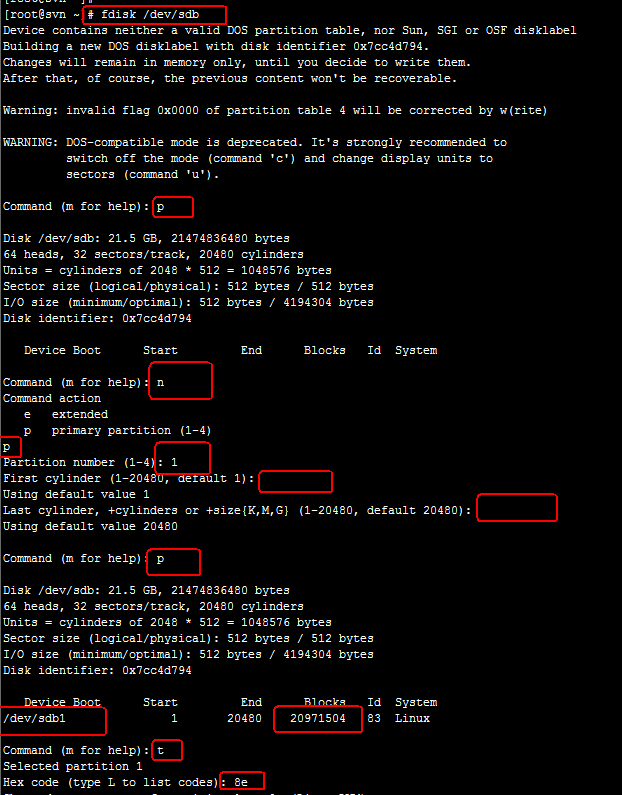 [root@svn ~]#
[root@svn ~ # fdisk /dev/sdb
Device contains neither a valid DOS partition table, nor Sun, SGI or OSF disklabel
Building a new DOS disklabel with disk identifier 0x7cc4d794.
Changes will remain in memory only, until you decide to write them.
After that, of course, the previous content won't be recoverable.
Warning: invalid flag 0x0000 of partition table 4 will be corrected by w(rite)
WARNING: DOS-compatible mode is deprecated. It's strongly recommended to
switch off the mode (command 'c') and change display units to
sectors (command 'u').
Command (m for help): p
Disk /dev/sdb: 21.5 GB, 21474836480 bytes
64 heads, 32 sectors/track, 20480 cylinders
Units = cylinders of 2048 * 512 = 1048576 bytes
Sector size (logical/physical): 512 bytes / 512 bytes
I/O size (minimum/optimal): 512 bytes / 4194304 bytes
Disk identifier: 0x7cc4d794
Device Boot Start End Blocks Id System
Command (m for help): n
Command action
e extended
p primary partition (1-4)
p
Partition number (1-4): 1
First cylinder (1-20480, default 1):
Using default value 1
Last cylinder, +cylinders or +size{K,M,G} (1-20480, default 20480):
Using default value 20480
Command (m for help): p
Disk /dev/sdb: 21.5 GB, 21474836480 bytes
64 heads, 32 sectors/track, 20480 cylinders
Units = cylinders of 2048 * 512 = 1048576 bytes
Sector size (logical/physical): 512 bytes / 512 bytes
I/O size (minimum/optimal): 512 bytes / 4194304 bytes
Disk identifier: 0x7cc4d794
Device Boot Start End Blocks Id System
/dev/sdb1 1 20480 20971504 83 Linux
Command (m for help): t
Selected partition 1
Hex code (type L to list codes): 8e